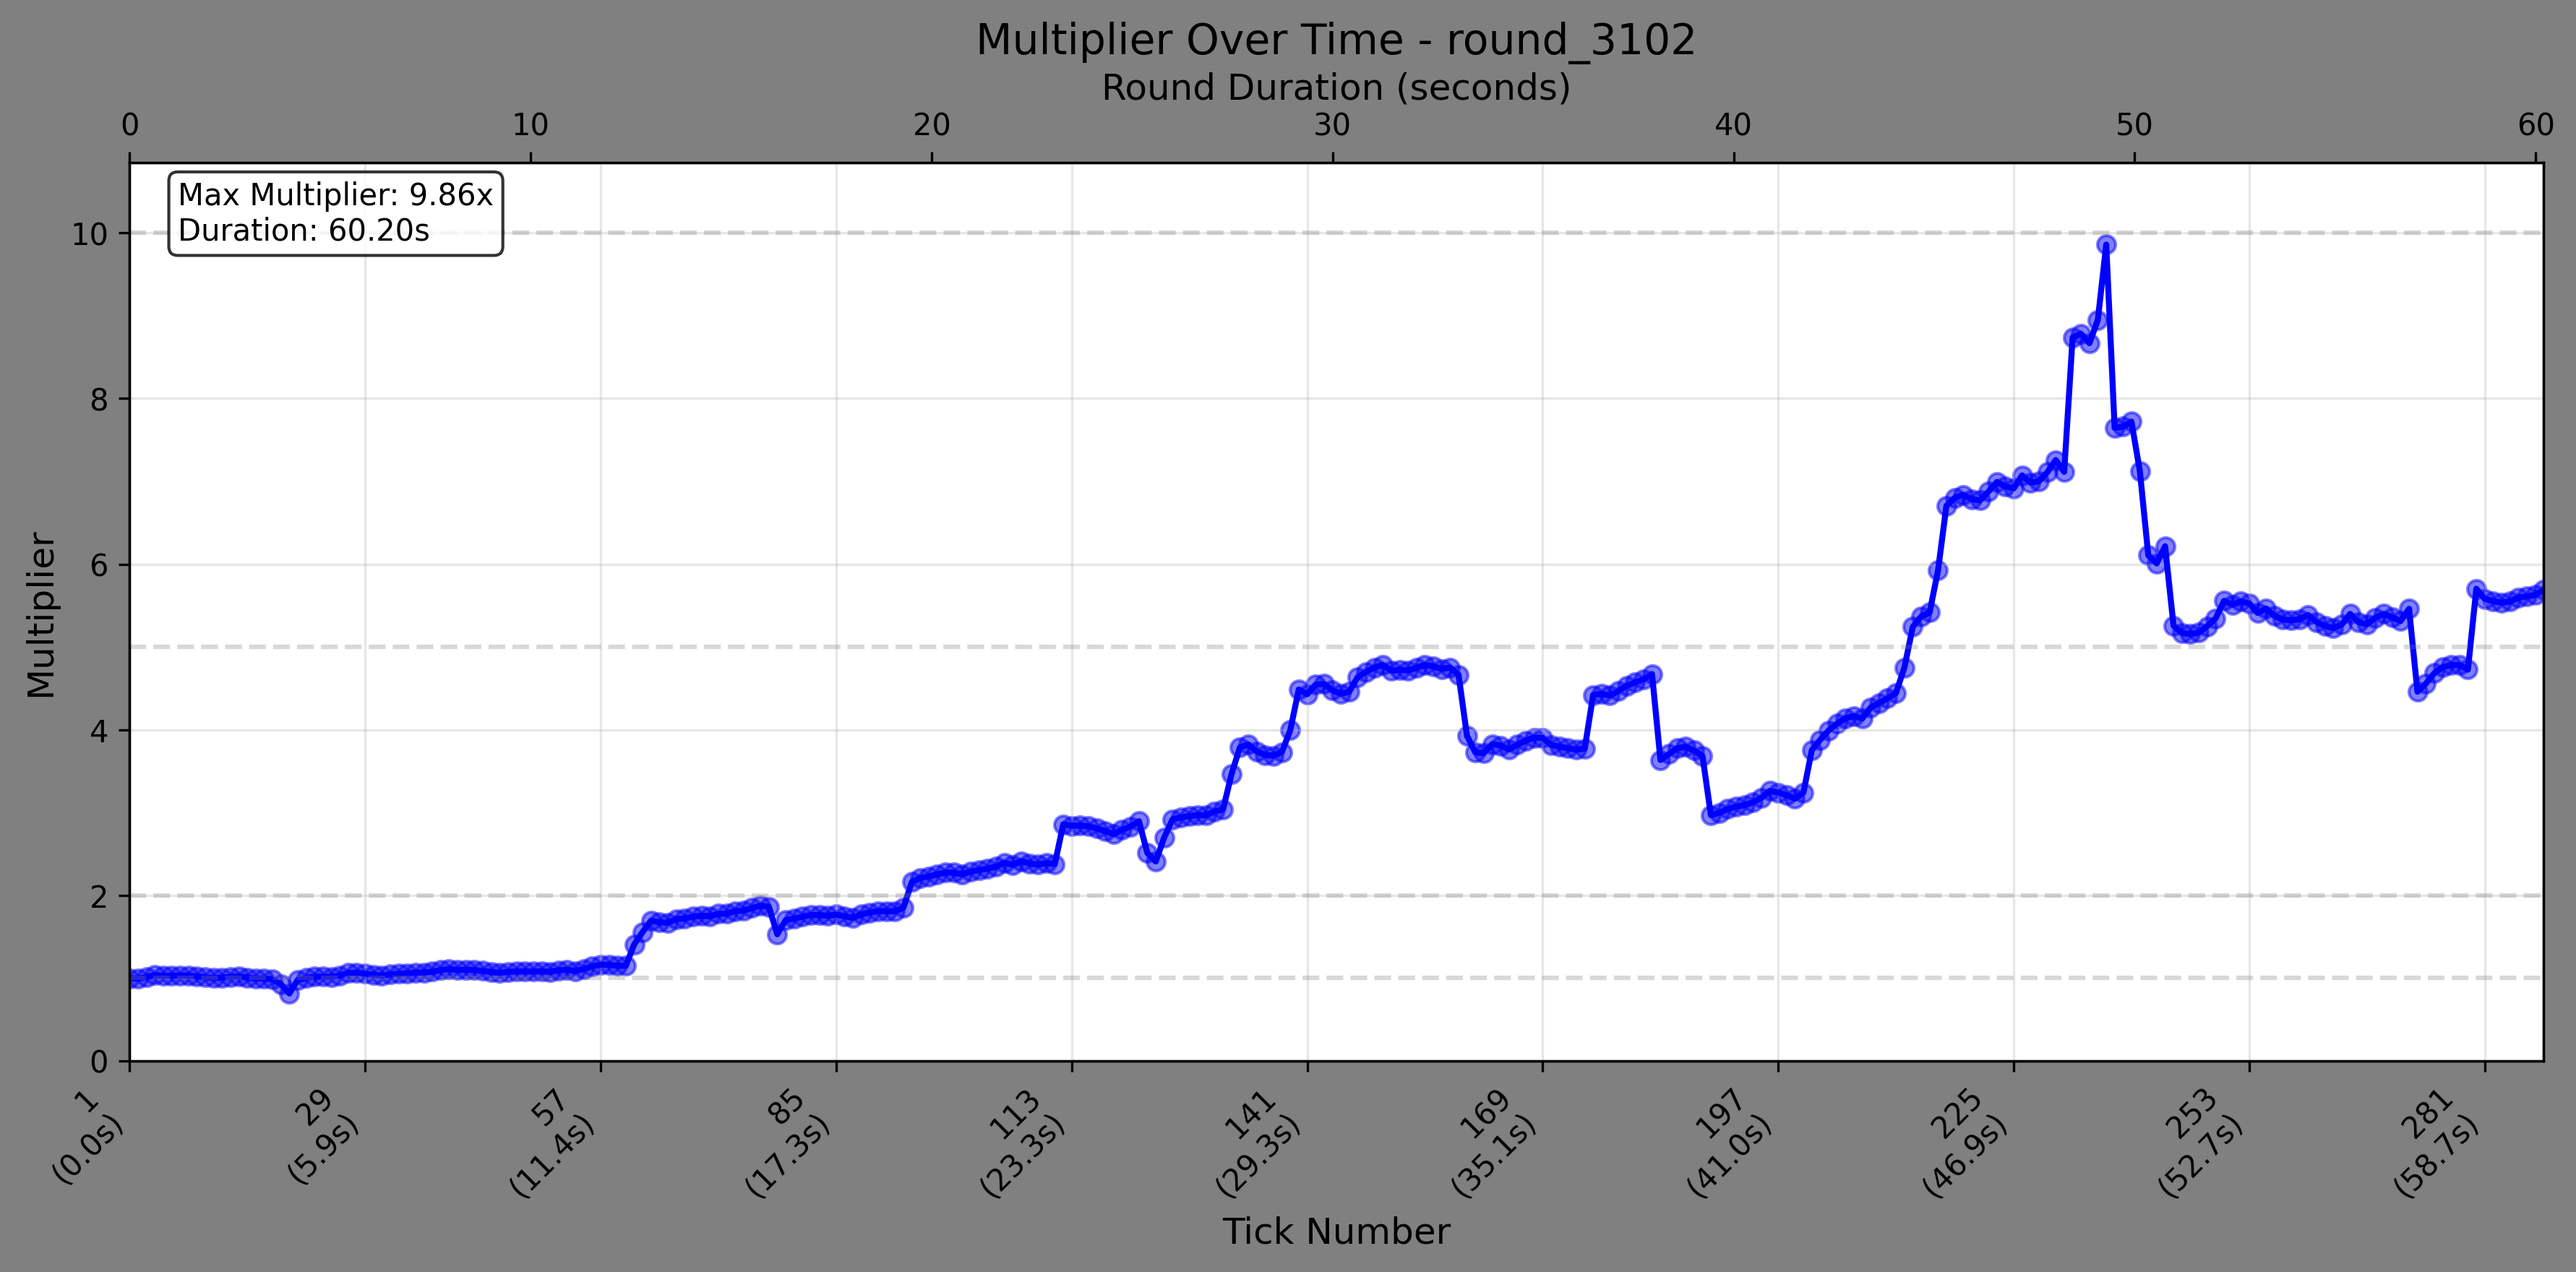 Multiplier Over Time - round_3102
Round Duration (seconds)
0 10 20 30 40 50 60
Max Multiplier: 9.86x
Duration: 60.20s
Multiplier
10
8
6
4
2
0
1
(0.0s)
29
(5.9s)
57
(11.4s)
85
(17.3s)
113
(23.3s)
141
(29.3s)
169
(35.1s)
197
(41.0s)
225
(46.9s)
253
(52.7s)
281
(58.7s)
Tick Number